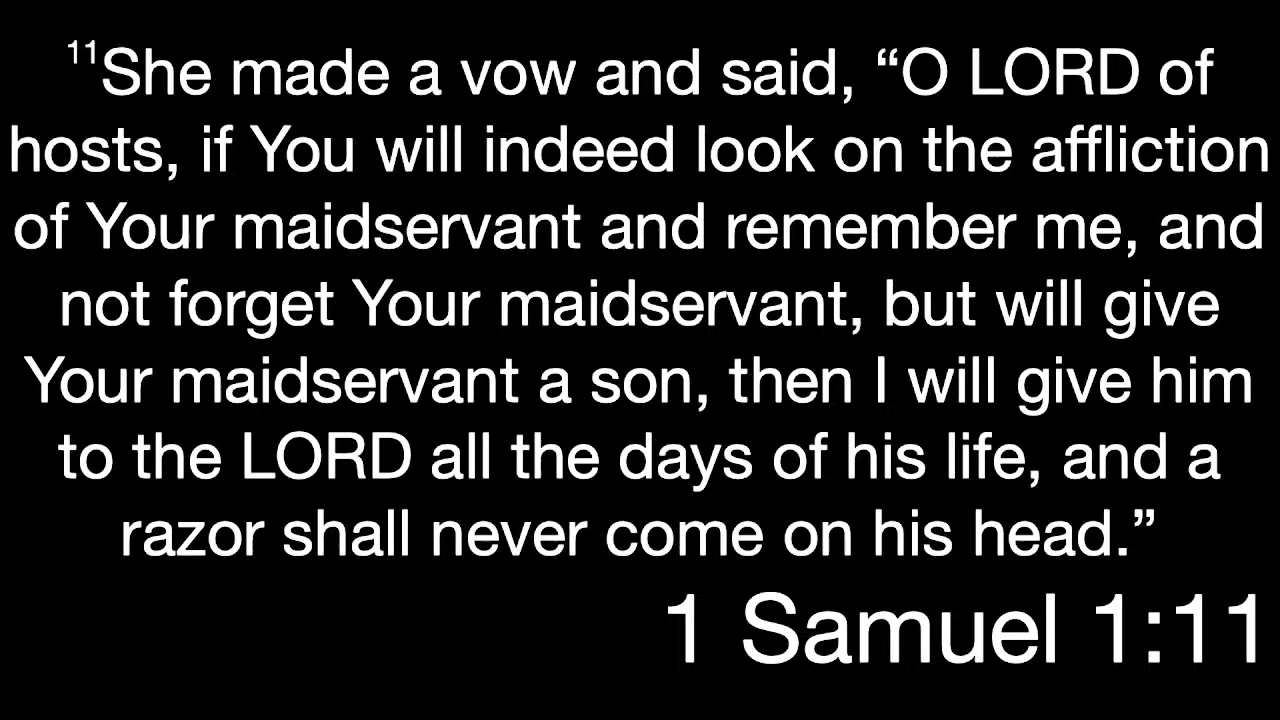 11She made a vow and said, “O LORD of
hosts, if You will indeed look on the affliction
of Your maidservant and remember me, and
not forget Your maidservant, but will give
Your maidservant a son, then I will give him
to the LORD all the days of his life, and a
razor shall never come on his head.”
1 Samuel 1:11